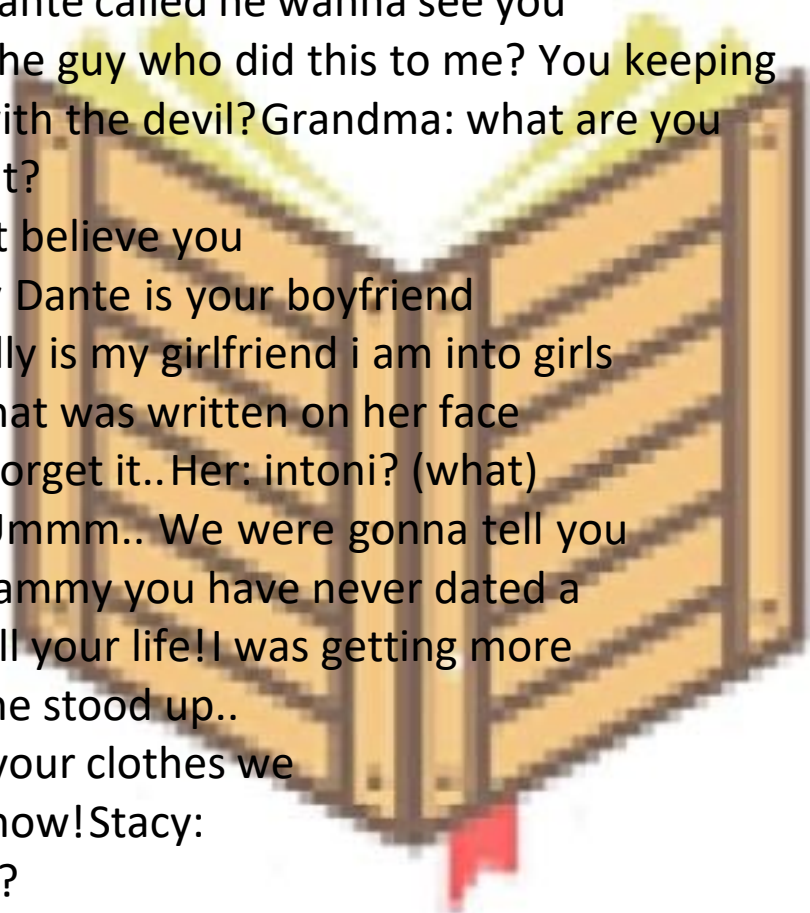 ante called he wanna see you
he guy who did this to me? You keeping
ith the devil?Grandma: what are you
t?
t believe you
Dante is your boyfriend
lly is my girlfriend i am into girls
hat was written on her face
orget it..Her: intoni? (what)
Ummm.. We were gonna tell you
ammy you have never dated a
ll your life!I was getting more
he stood up..
your clothes we
now!Stacy:
?